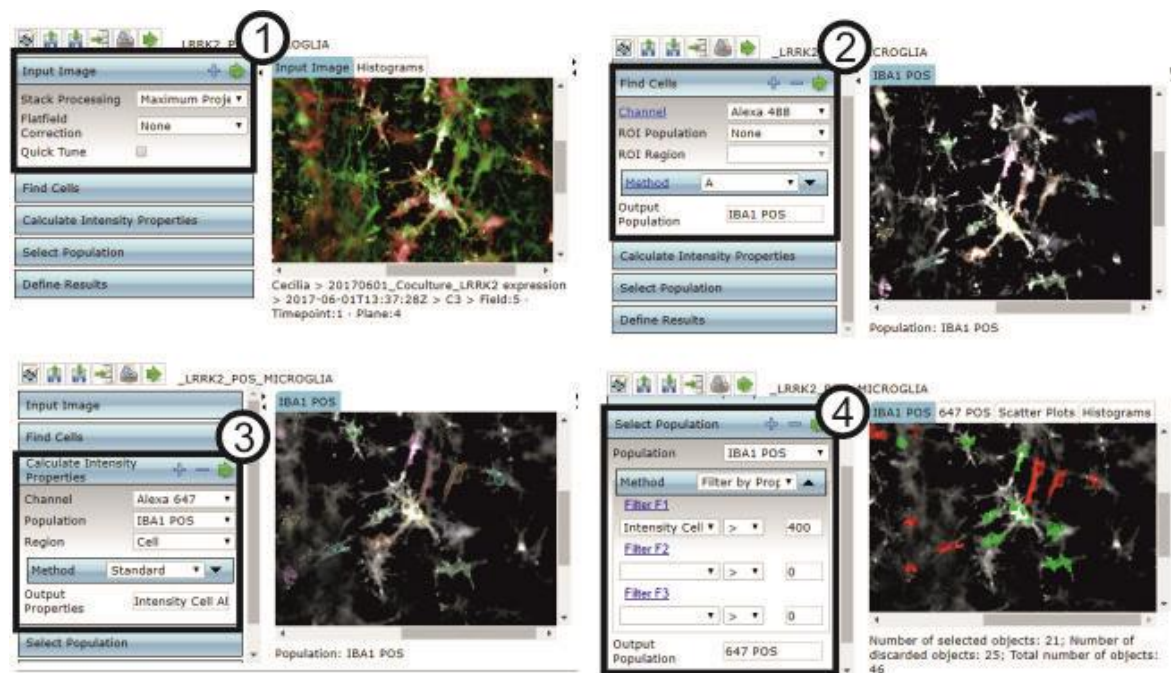 1
_LRRK2_P OGLIA
Input Image
Stack Processing Maximum Proje
Flatfield Correction None
Quick Tune
Find Cells
Calculate Intensity Properties
Select Population
Define Results
Input Image Histograms
Cecilia > 20170601_Coculture_LRRK2 expression
> 2017-06-01T13:37:28Z > C3 > Field:5 -
Timepoint:1 - Plane:4
2
_LRRK2 MICROGLIA
Find Cells
Channel Alexa 488
ROI Population None
ROI Region
Method A
Output Population IBA1 POS
Calculate Intensity Properties
Select Population
Define Results
IBA1 POS
Population: IBA1 POS
3
_LRRK2_POS_MICROGLIA
Input Image
Find Cells
Calculate Intensity
Properties
Channel Alexa 647
Population IBA1 POS
Region Cell
Method Standard
Output
Properties Intensity Cell Al
Select Population
IBA1 POS
Population: IBA1 POS
4
_LRRK2 MICROGLIA
Select Population
Population IBA1 POS
Method Filter by Prop
Filter F1
Intensity Cell > 400
Filter F2
> 0
Filter F3
> 0
Output
Population 647 POS
IBA1 POS 647 POS Scatter Plots Histograms
Number of selected objects: 21; Number of
discarded objects: 25; Total number of objects:
46